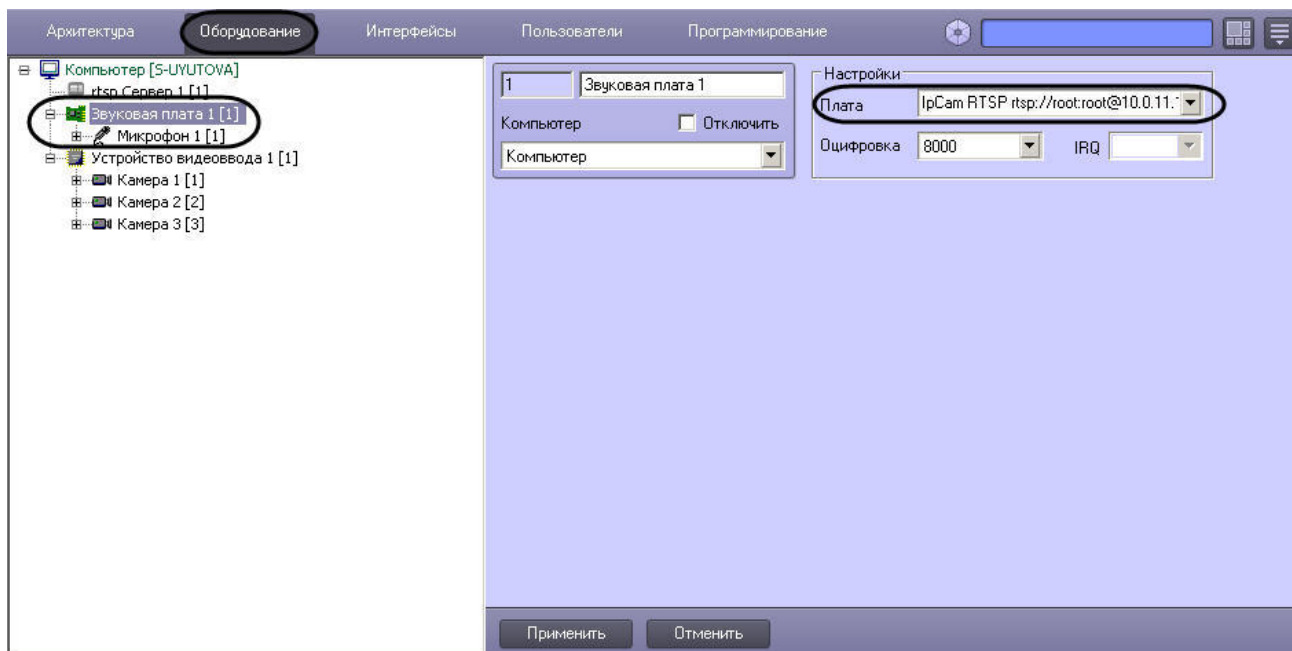 Архитектура Оборудование Интерфейсы Пользователи Программирование
Компьютер [S-UYUTOVA]
rtsp Сервер 1 [1]
Звуковая плата 1 [1]
Микрофон 1 [1]
Устройство видеоввода 1 [1]
Камера 1 [1]
Камера 2 [2]
Камера 3 [3]
1 Звуковая плата 1
Компьютер Отключить
Компьютер
Настройки
Плата IpCam RTSP rtsp://root:root@10.0.11.
Оцифровка 8000 IRQ
Применить Отменить